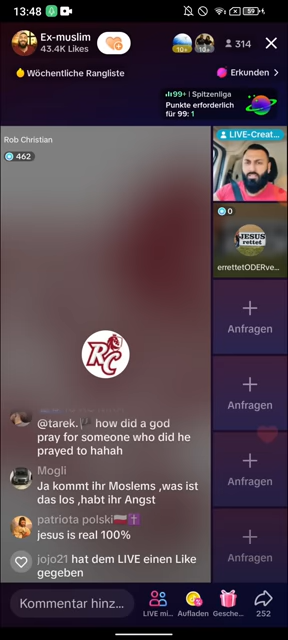 13:48
59
Ex-muslim
43.4K Likes
10+
10+
314
Wöchentliche Rangliste
Erkunden >
99+ | Spitzenliga
Punkte erforderlich
für 99: 1
Rob Christian
462
LIVE-Creat...
0
JESUS
rettet
errettetODERve...
Anfragen
Anfragen
Anfragen
Anfragen
RC
@tarek. how did a god
pray for someone who did he
prayed to hahah
Mogli
Ja kommt ihr Moslems ,was ist
das los ,habt ihr Angst
patriota polski
jesus is real 100%
jojo21 hat dem LIVE einen Like
gegeben
Kommentar hinz...
LIVE mi...
Aufladen
Gesche...
252